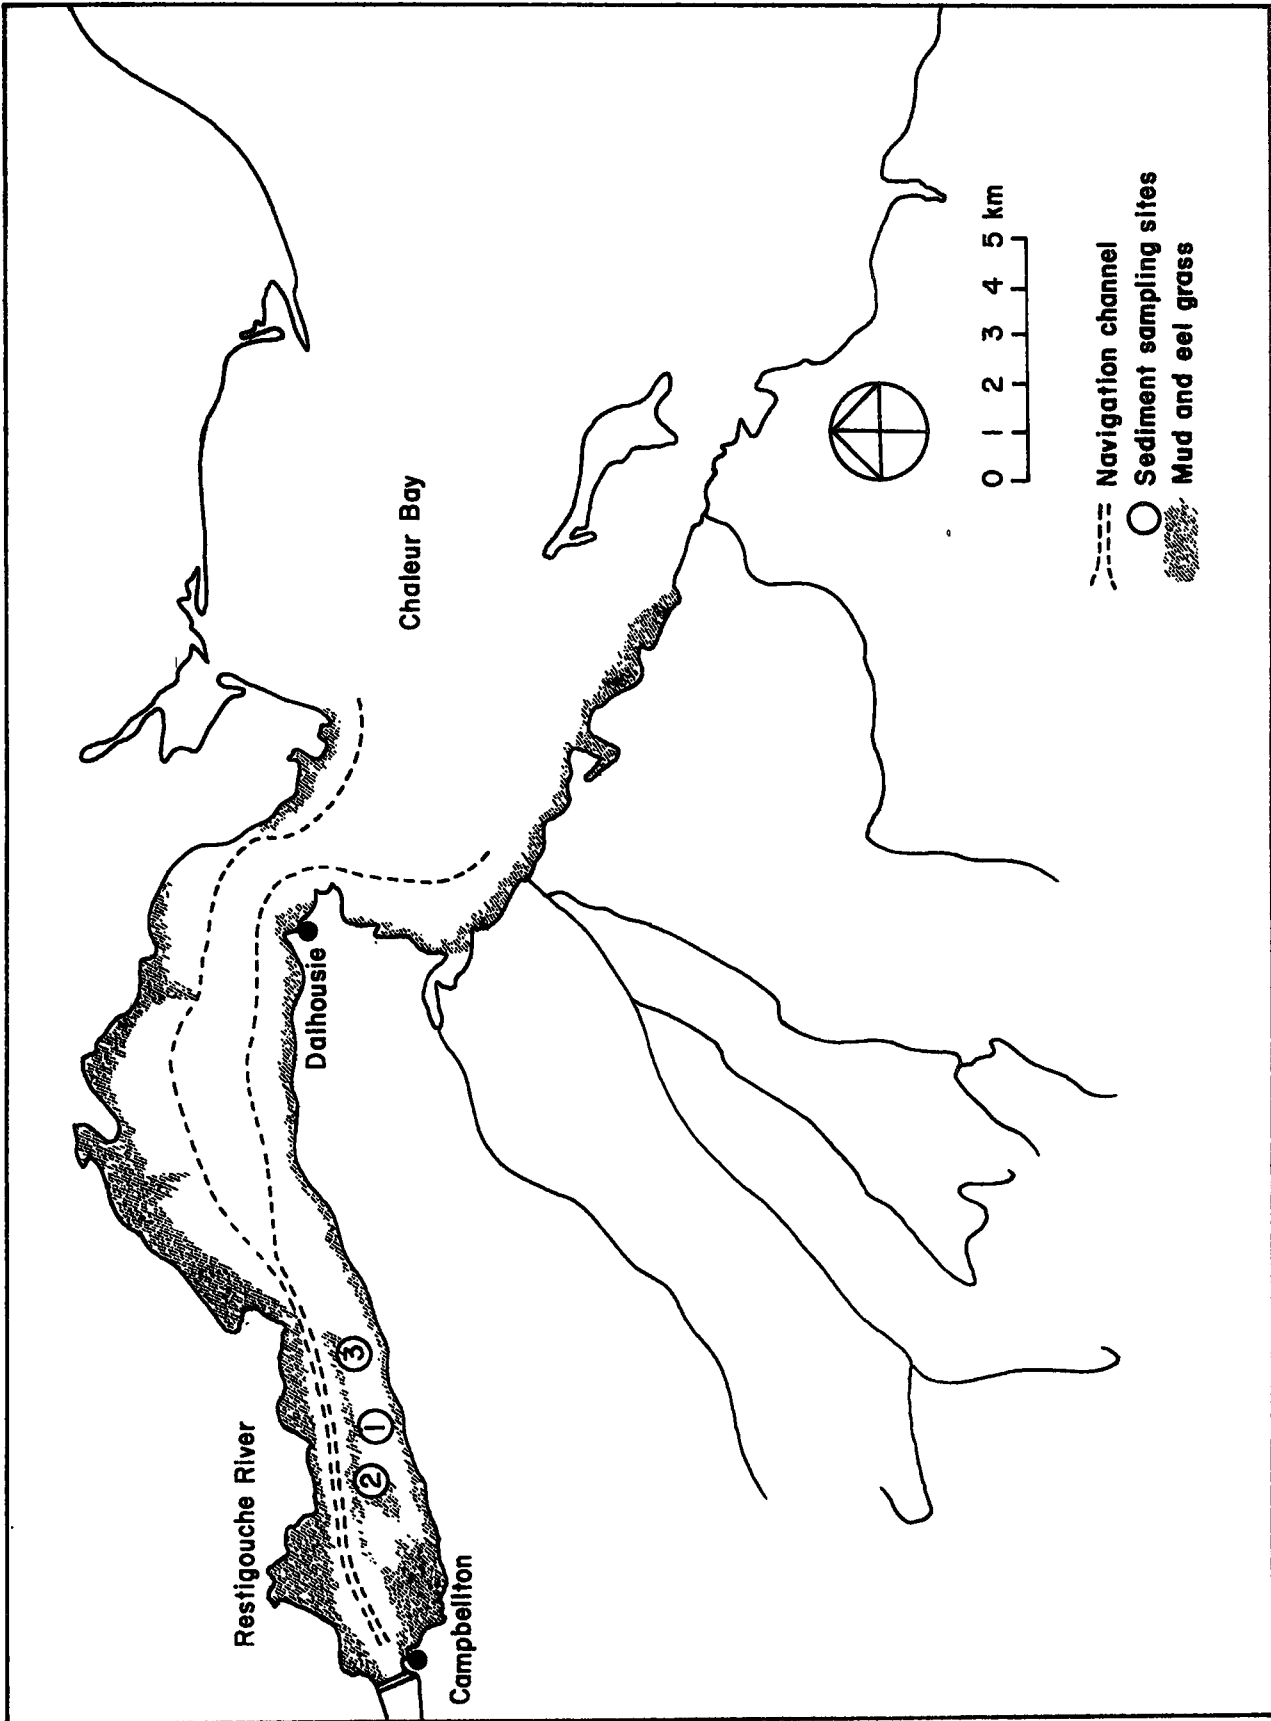 Chaleur Bay
Restigouche River
Dalhousie
Campbellton
3
1
2
0 1 2 3 4 5 km
Navigation channel
Sediment sampling sites
Mud and eel grass